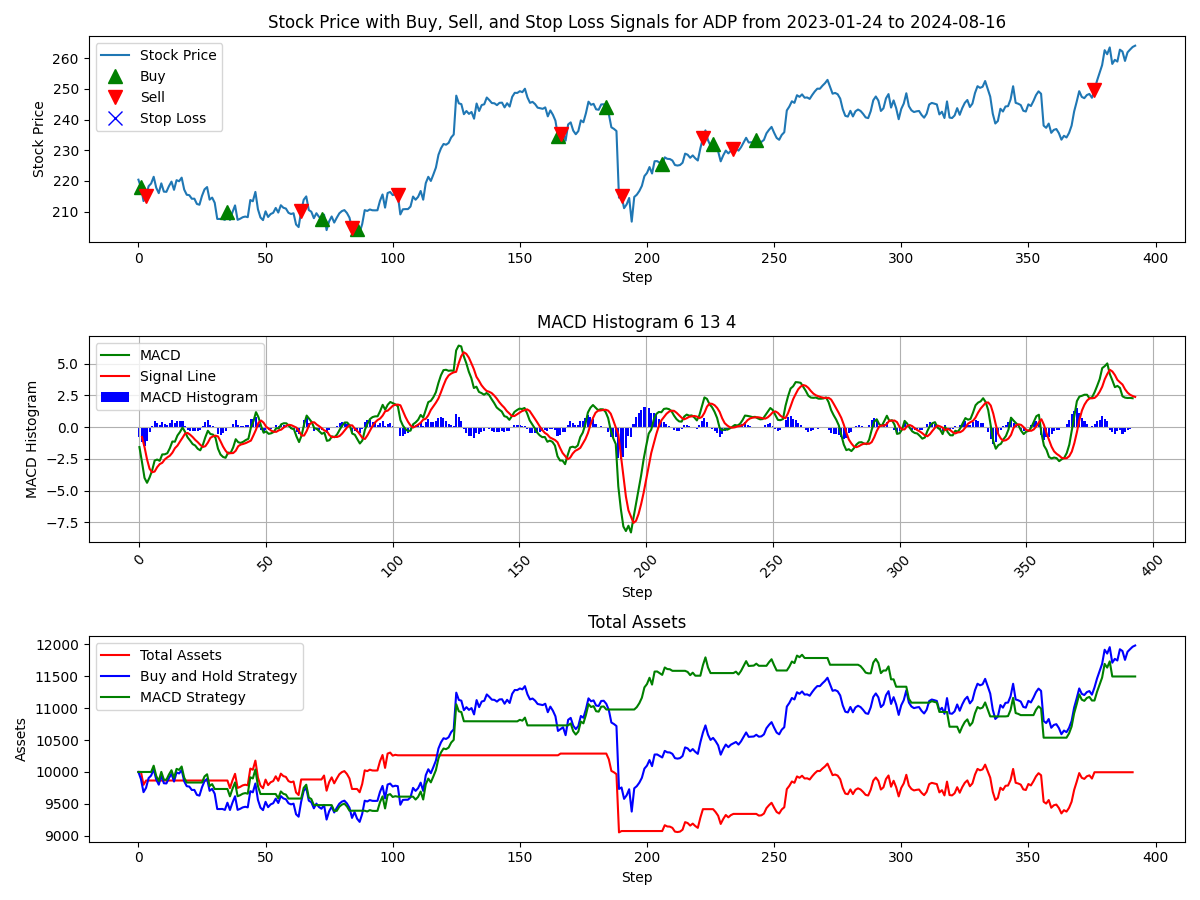 Stock Price with Buy, Sell, and Stop Loss Signals for ADP from 2023-01-24 to 2024-08-16
Stock Price
260
250
240
230
220
210
Stock Price
Buy
Sell
Stop Loss
0 50 100 150 200 250 300 350 400
Step
MACD Histogram 6 13 4
MACD Histogram
5.0
2.5
0.0
−2.5
−5.0
−7.5
MACD
Signal Line
MACD Histogram
0 50 100 150 200 250 300 350 400
Step
Total Assets
Assets
12000
11500
11000
10500
10000
9500
9000
Total Assets
Buy and Hold Strategy
MACD Strategy
0 50 100 150 200 250 300 350 400
Step